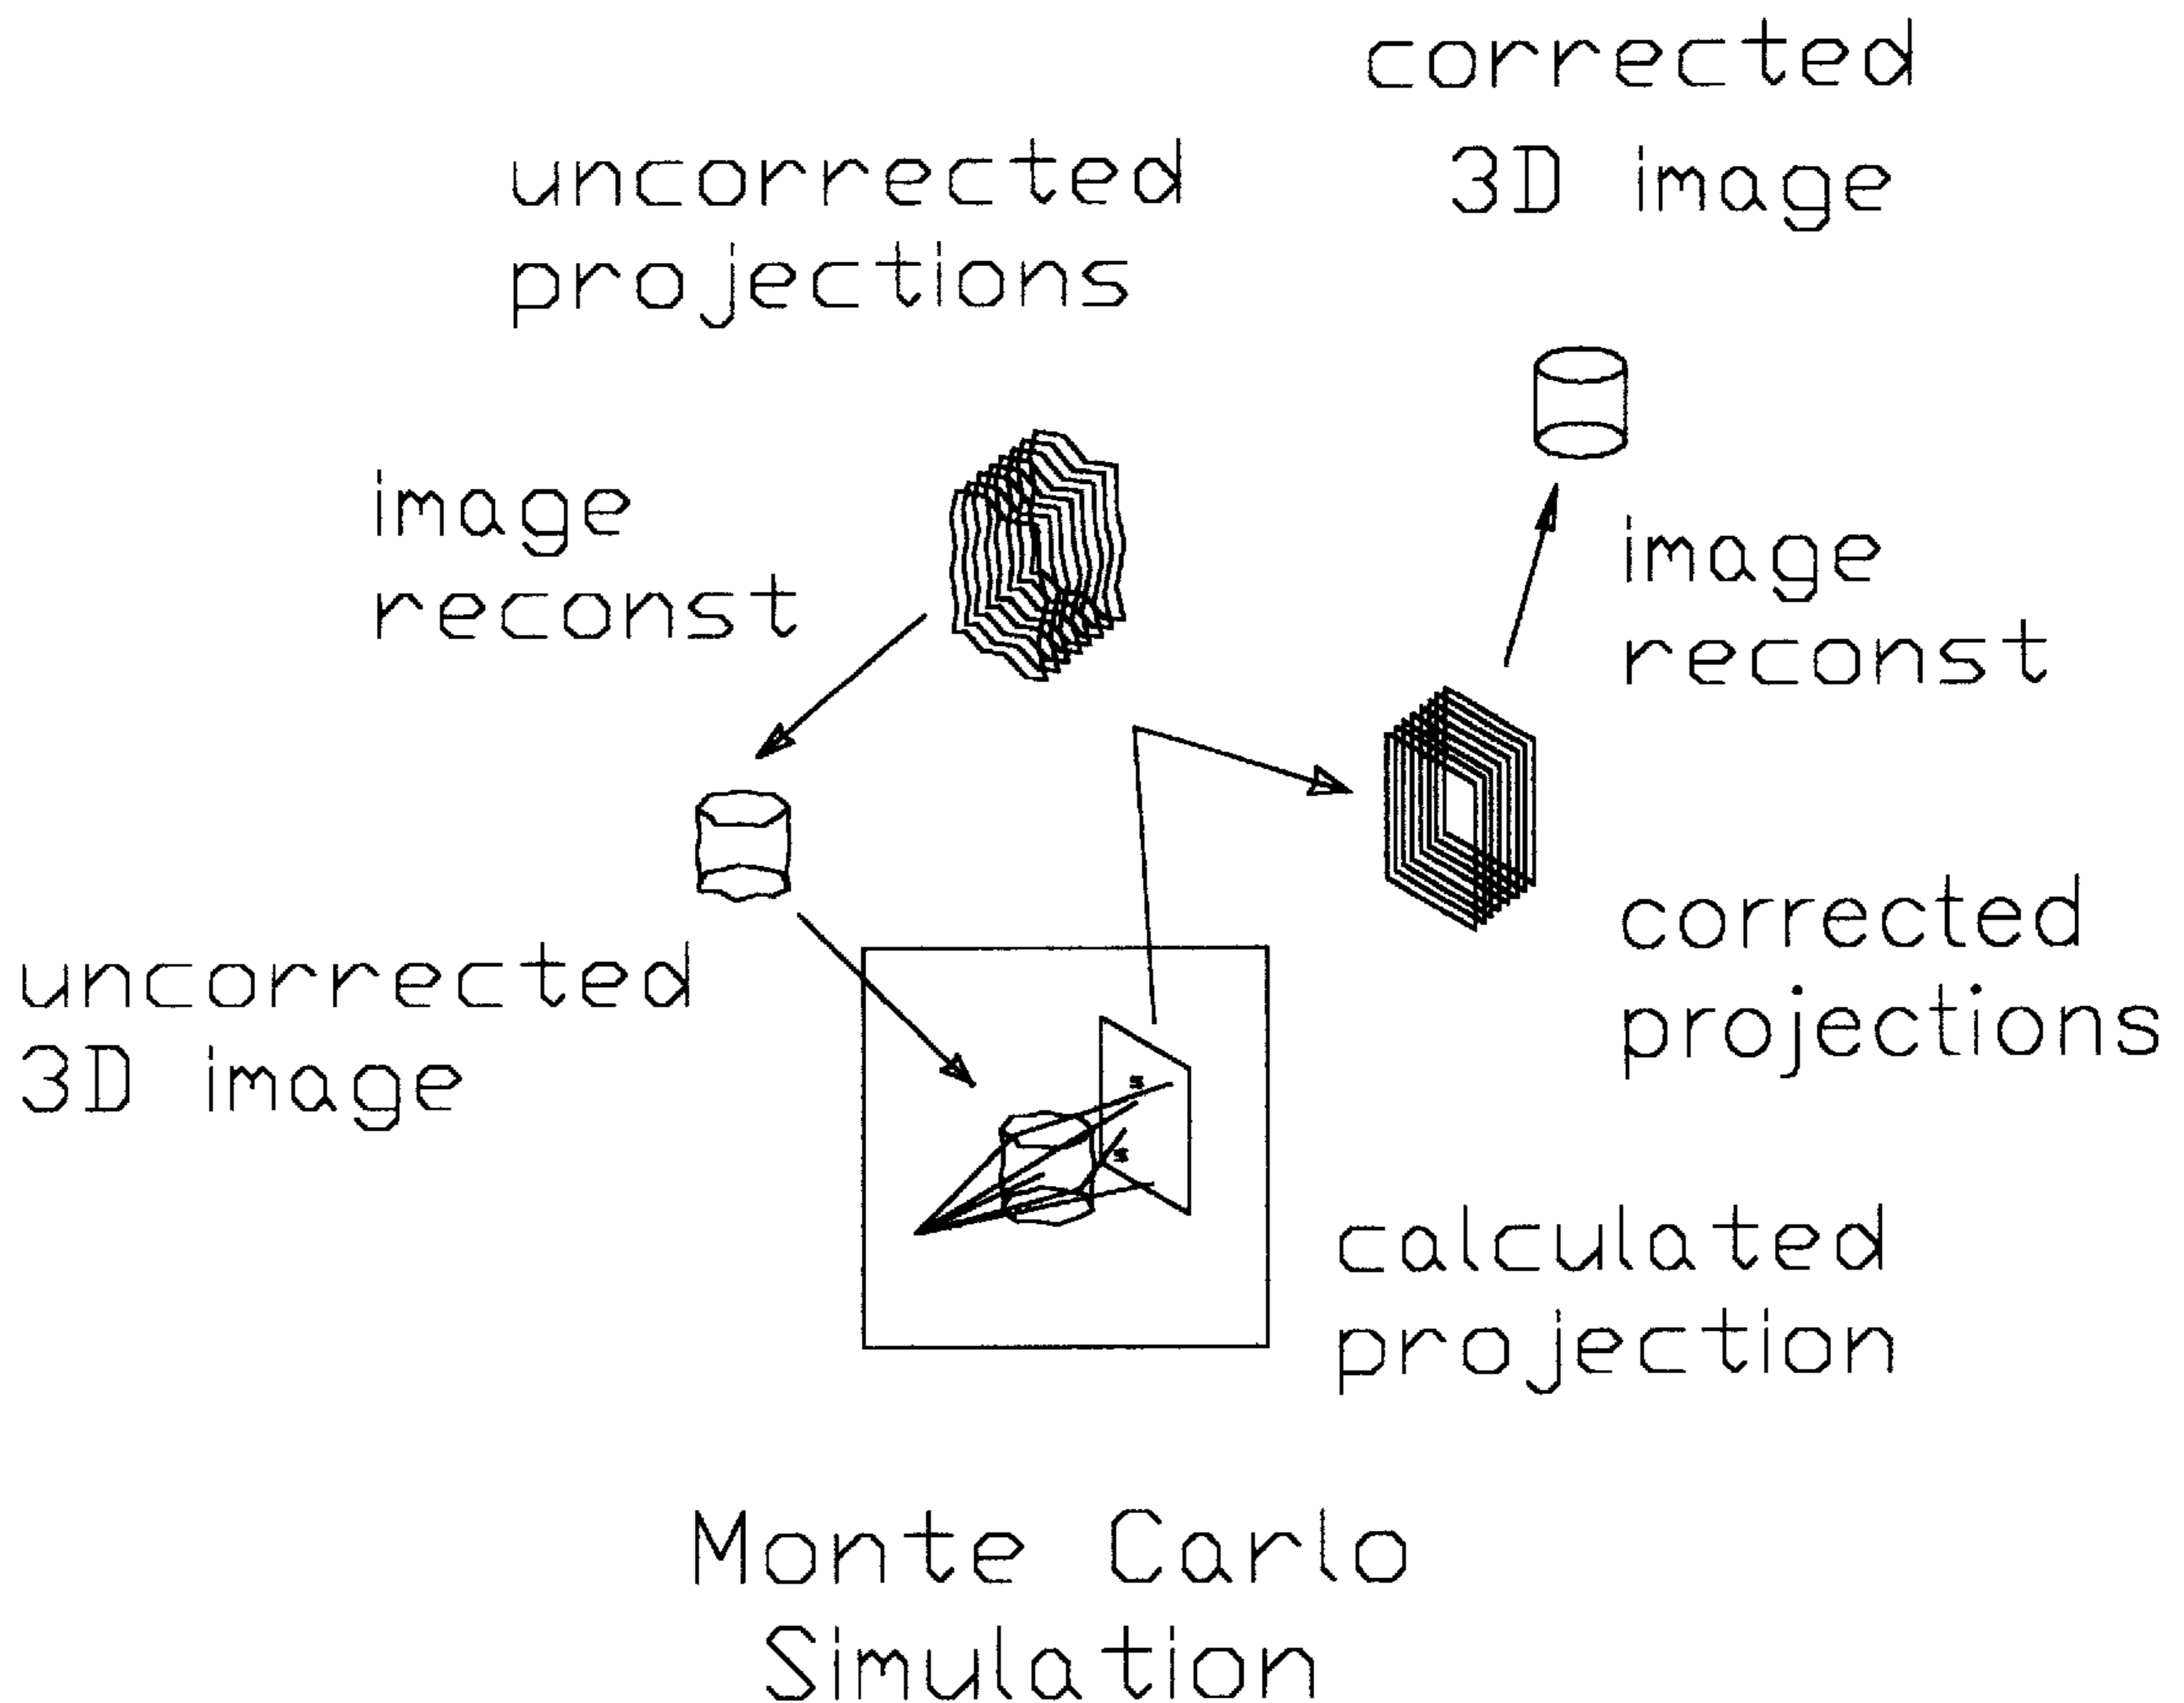 corrected
3D image
uncorrected
projections
image
reconst
image
reconst
uncorrected
3D image
corrected
projections
calculated
projection
Monte Carlo
Simulation